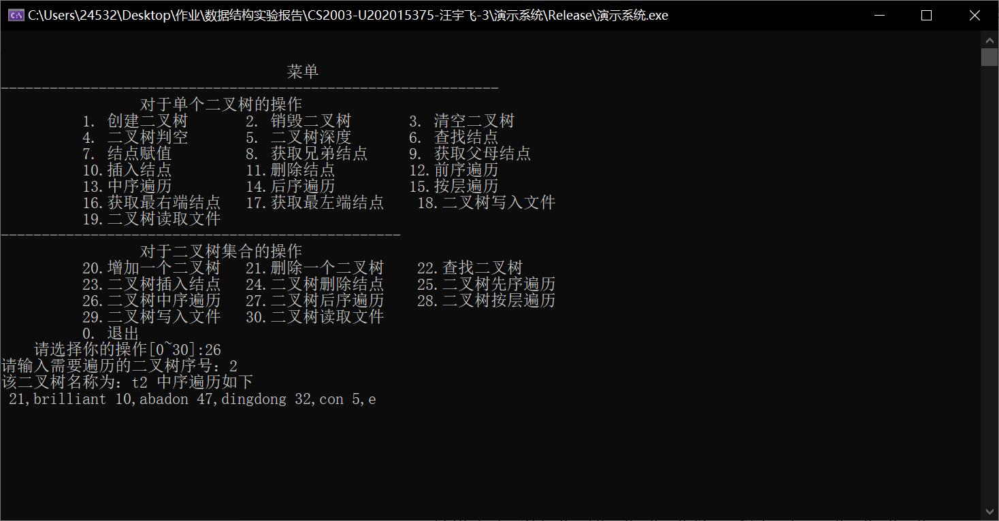 C:\Users\24532\Desktop\作业\数据结构实验报告\CS2003-U202015375-汪宇飞-3\演示系统\Release\演示系统.exe
菜单
-------------------------------------------------------------
对于单个二叉树的操作
1. 创建二叉树 2. 销毁二叉树 3. 清空二叉树
4. 二叉树判空 5. 二叉树深度 6. 查找结点
7. 结点赋值 8. 获取兄弟结点 9. 获取父母结点
10.插入结点 11.删除结点 12.前序遍历
13.中序遍历 14.后序遍历 15.按层遍历
16.获取最右端结点 17.获取最左端结点 18.二叉树写入文件
19.二叉树读取文件
-------------------------------------------------
对于二叉树集合的操作
20.增加一个二叉树 21.删除一个二叉树 22.查找二叉树
23.二叉树插入结点 24.二叉树删除结点 25.二叉树先序遍历
26.二叉树中序遍历 27.二叉树后序遍历 28.二叉树按层遍历
29.二叉树写入文件 30.二叉树读取文件
0. 退出
请选择你的操作[0~30]:26
请输入需要遍历的二叉树序号：2
该二叉树名称为：t2 中序遍历如下
21,brilliant 10,abadon 47,dingdong 32,con 5,e